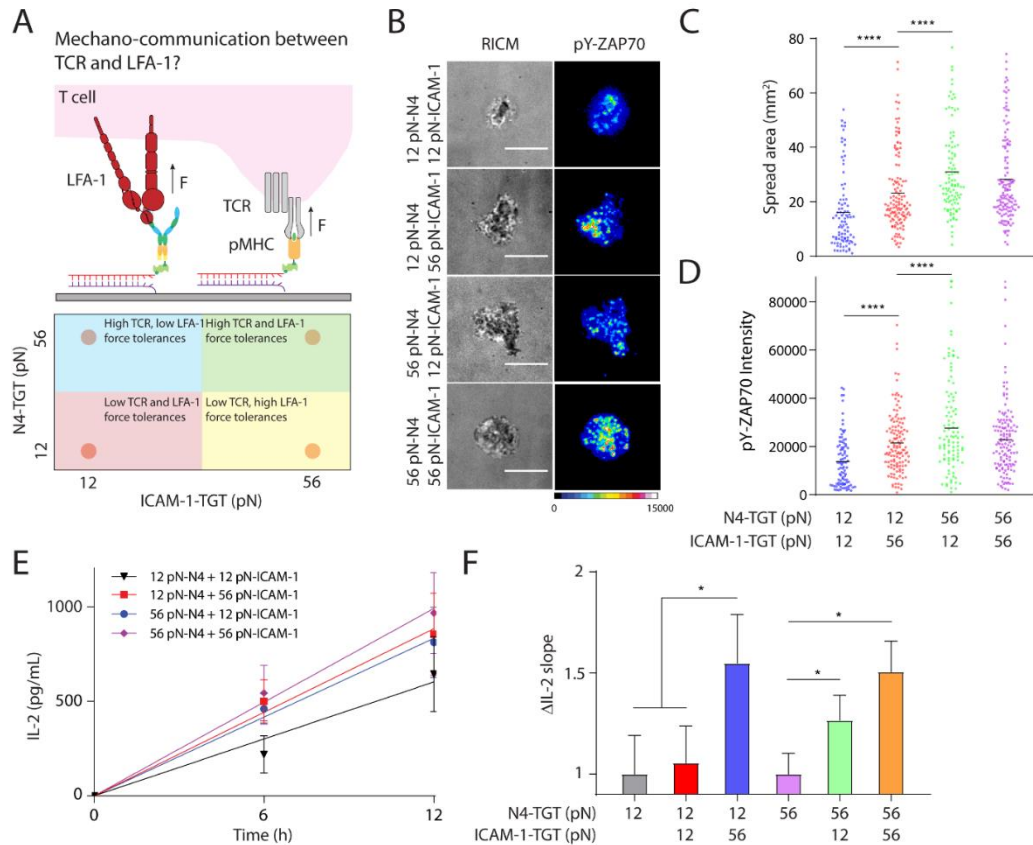 A
Mechano-communication between
TCR and LFA-1?
T cell
LFA-1
F
TCR
F
pMHC
N4-TGT (pN)
56
12
High TCR, low LFA-1
force tolerances
High TCR and LFA-1
force tolerances
Low TCR and LFA-1
force tolerances
Low TCR, high LFA-1
force tolerances
12
56
ICAM-1-TGT (pN)
B
RICM
pY-ZAP70
12 pN-N4
12 pN-ICAM-1
12 pN-N4
56 pN-ICAM-1
56 pN-N4
12 pN-ICAM-1
56 pN-N4
56 pN-ICAM-1
0
15000
C
****
****
Spread area (mm²)
80
60
40
20
0
D
****
****
pY-ZAP70 Intensity
80000
60000
40000
20000
0
N4-TGT (pN)
12
12
56
56
ICAM-1-TGT (pN)
12
56
12
56
E
12 pN-N4 + 12 pN-ICAM-1
12 pN-N4 + 56 pN-ICAM-1
56 pN-N4 + 12 pN-ICAM-1
56 pN-N4 + 56 pN-ICAM-1
IL-2 (pg/mL)
1000
500
0
0
6
12
Time (h)
F
*
*
*
ΔIL-2 slope
2
1.5
1
N4-TGT (pN)
12
12
12
56
56
56
ICAM-1-TGT (pN)
12
56
12
56